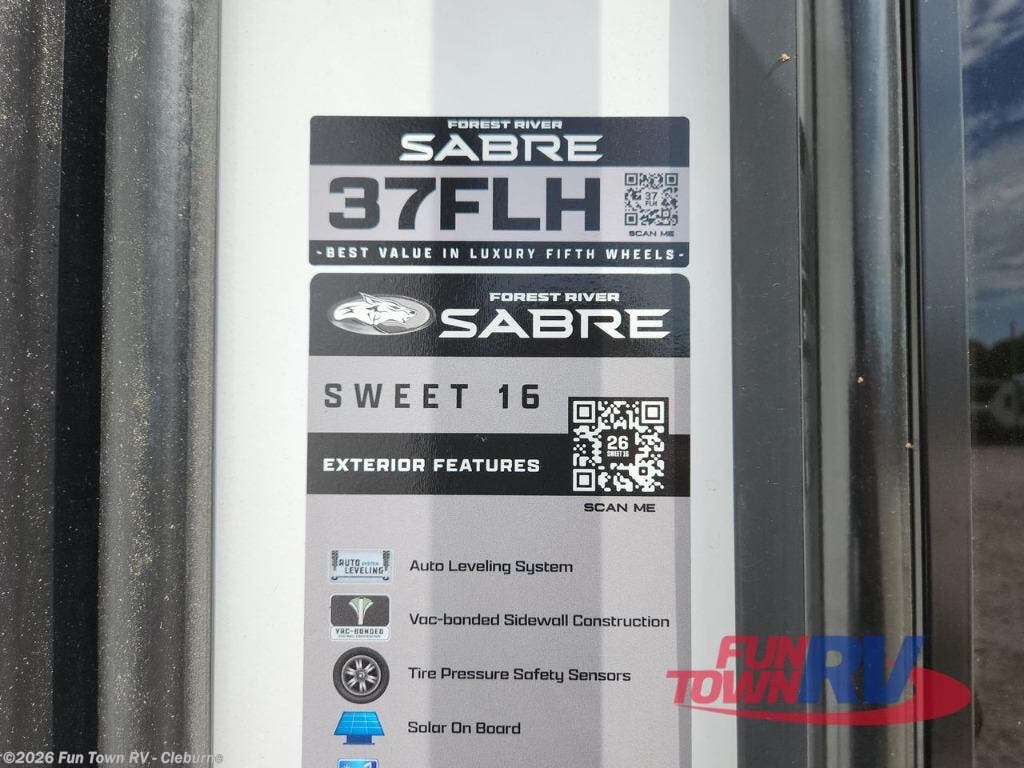 FOREST RIVER
SABRE
37FLH
37
FLH
SCAN ME
-BEST VALUE IN LUXURY FIFTH WHEELS-
FOREST RIVER
SABRE
SWEET 16
26
SWEET 16
EXTERIOR FEATURES
SCAN ME
AUTO SYSTEM
LEVELING
Auto Leveling System
VAC-BONDED
Vac-bonded Sidewall Construction
Tire Pressure Safety Sensors
Solar On Board
FUN
TOWN RV
©2026 Fun Town RV - Cleburne